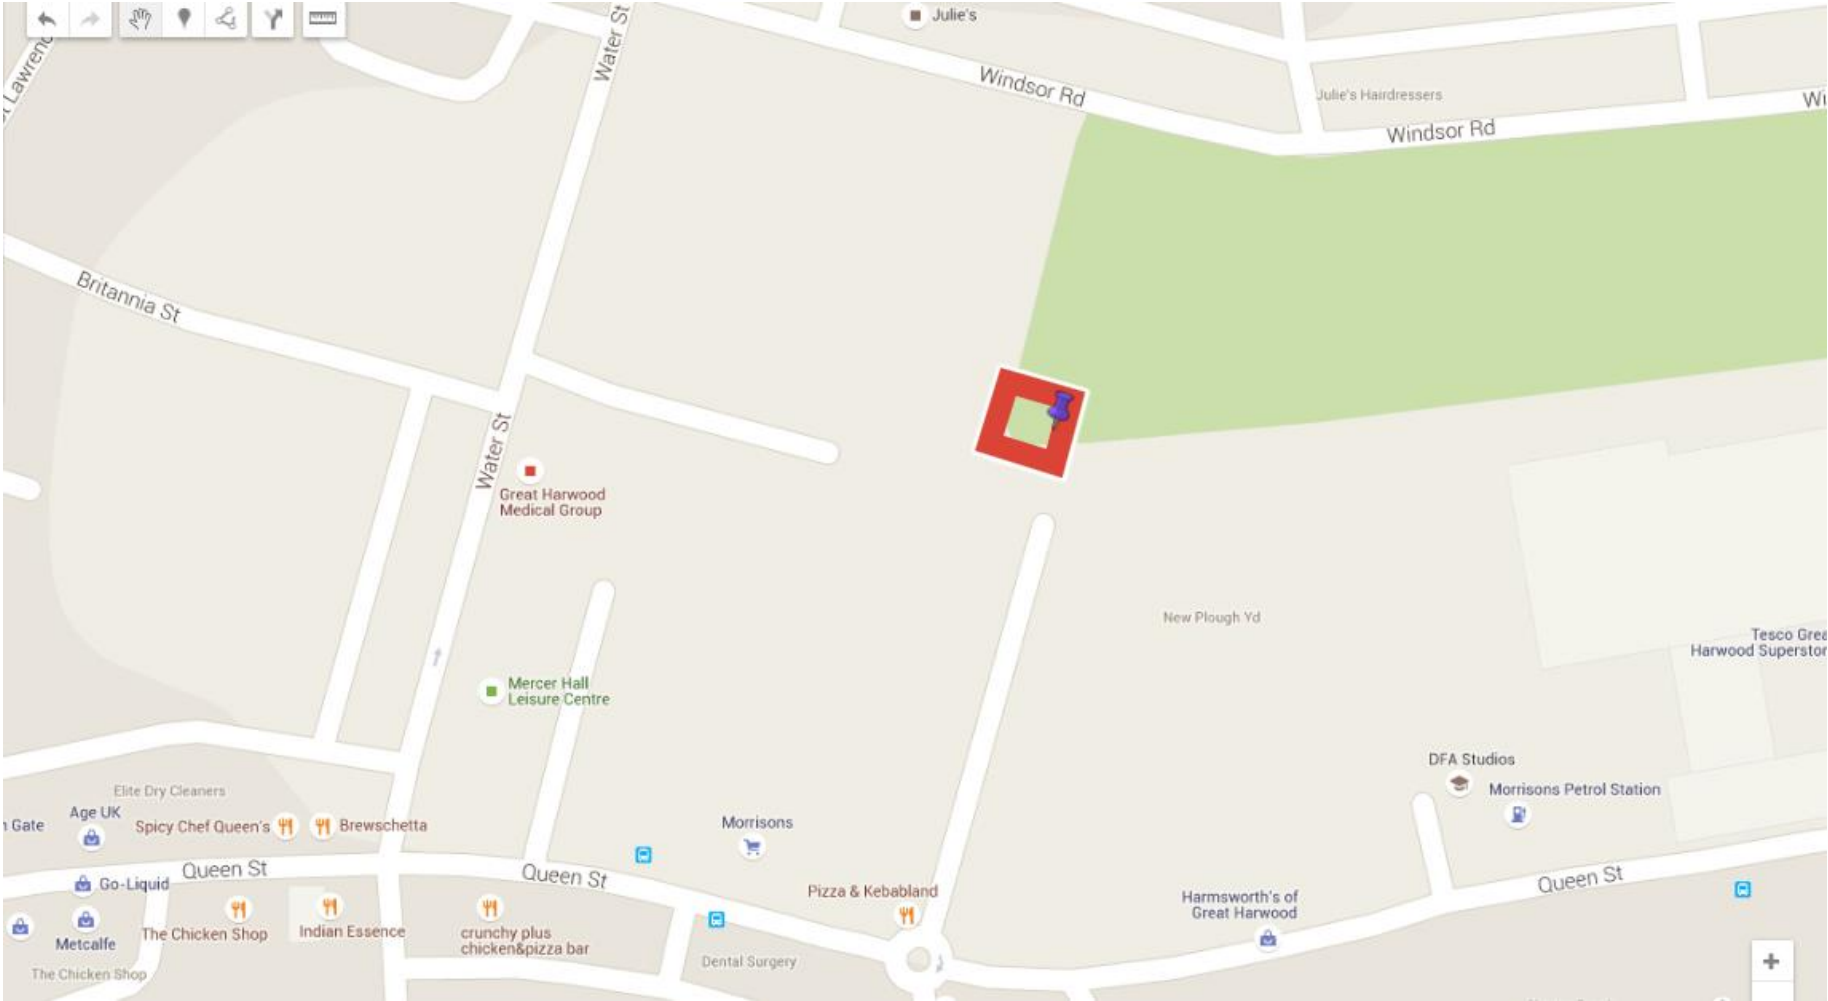 Water St
Julie's
Windsor Rd
Julie's Hairdressers
Windsor Rd
Britannia St
Water St
Great Harwood
Medical Group
New Plough Yd
Tesco Grea
Harwood Superstor
Mercer Hall
Leisure Centre
DFA Studios
Morrisons Petrol Station
Elite Dry Cleaners
Age UK
Gate
Spicy Chef Queen's
Brewschetta
Morrisons
Queen St
Queen St
Queen St
Go-Liquid
Pizza & Kebabland
Harmsworth's of
Great Harwood
Metcalfe
The Chicken Shop
Indian Essence
crunchy plus
chicken&pizza bar
Dental Surgery
The Chicken Shop
+